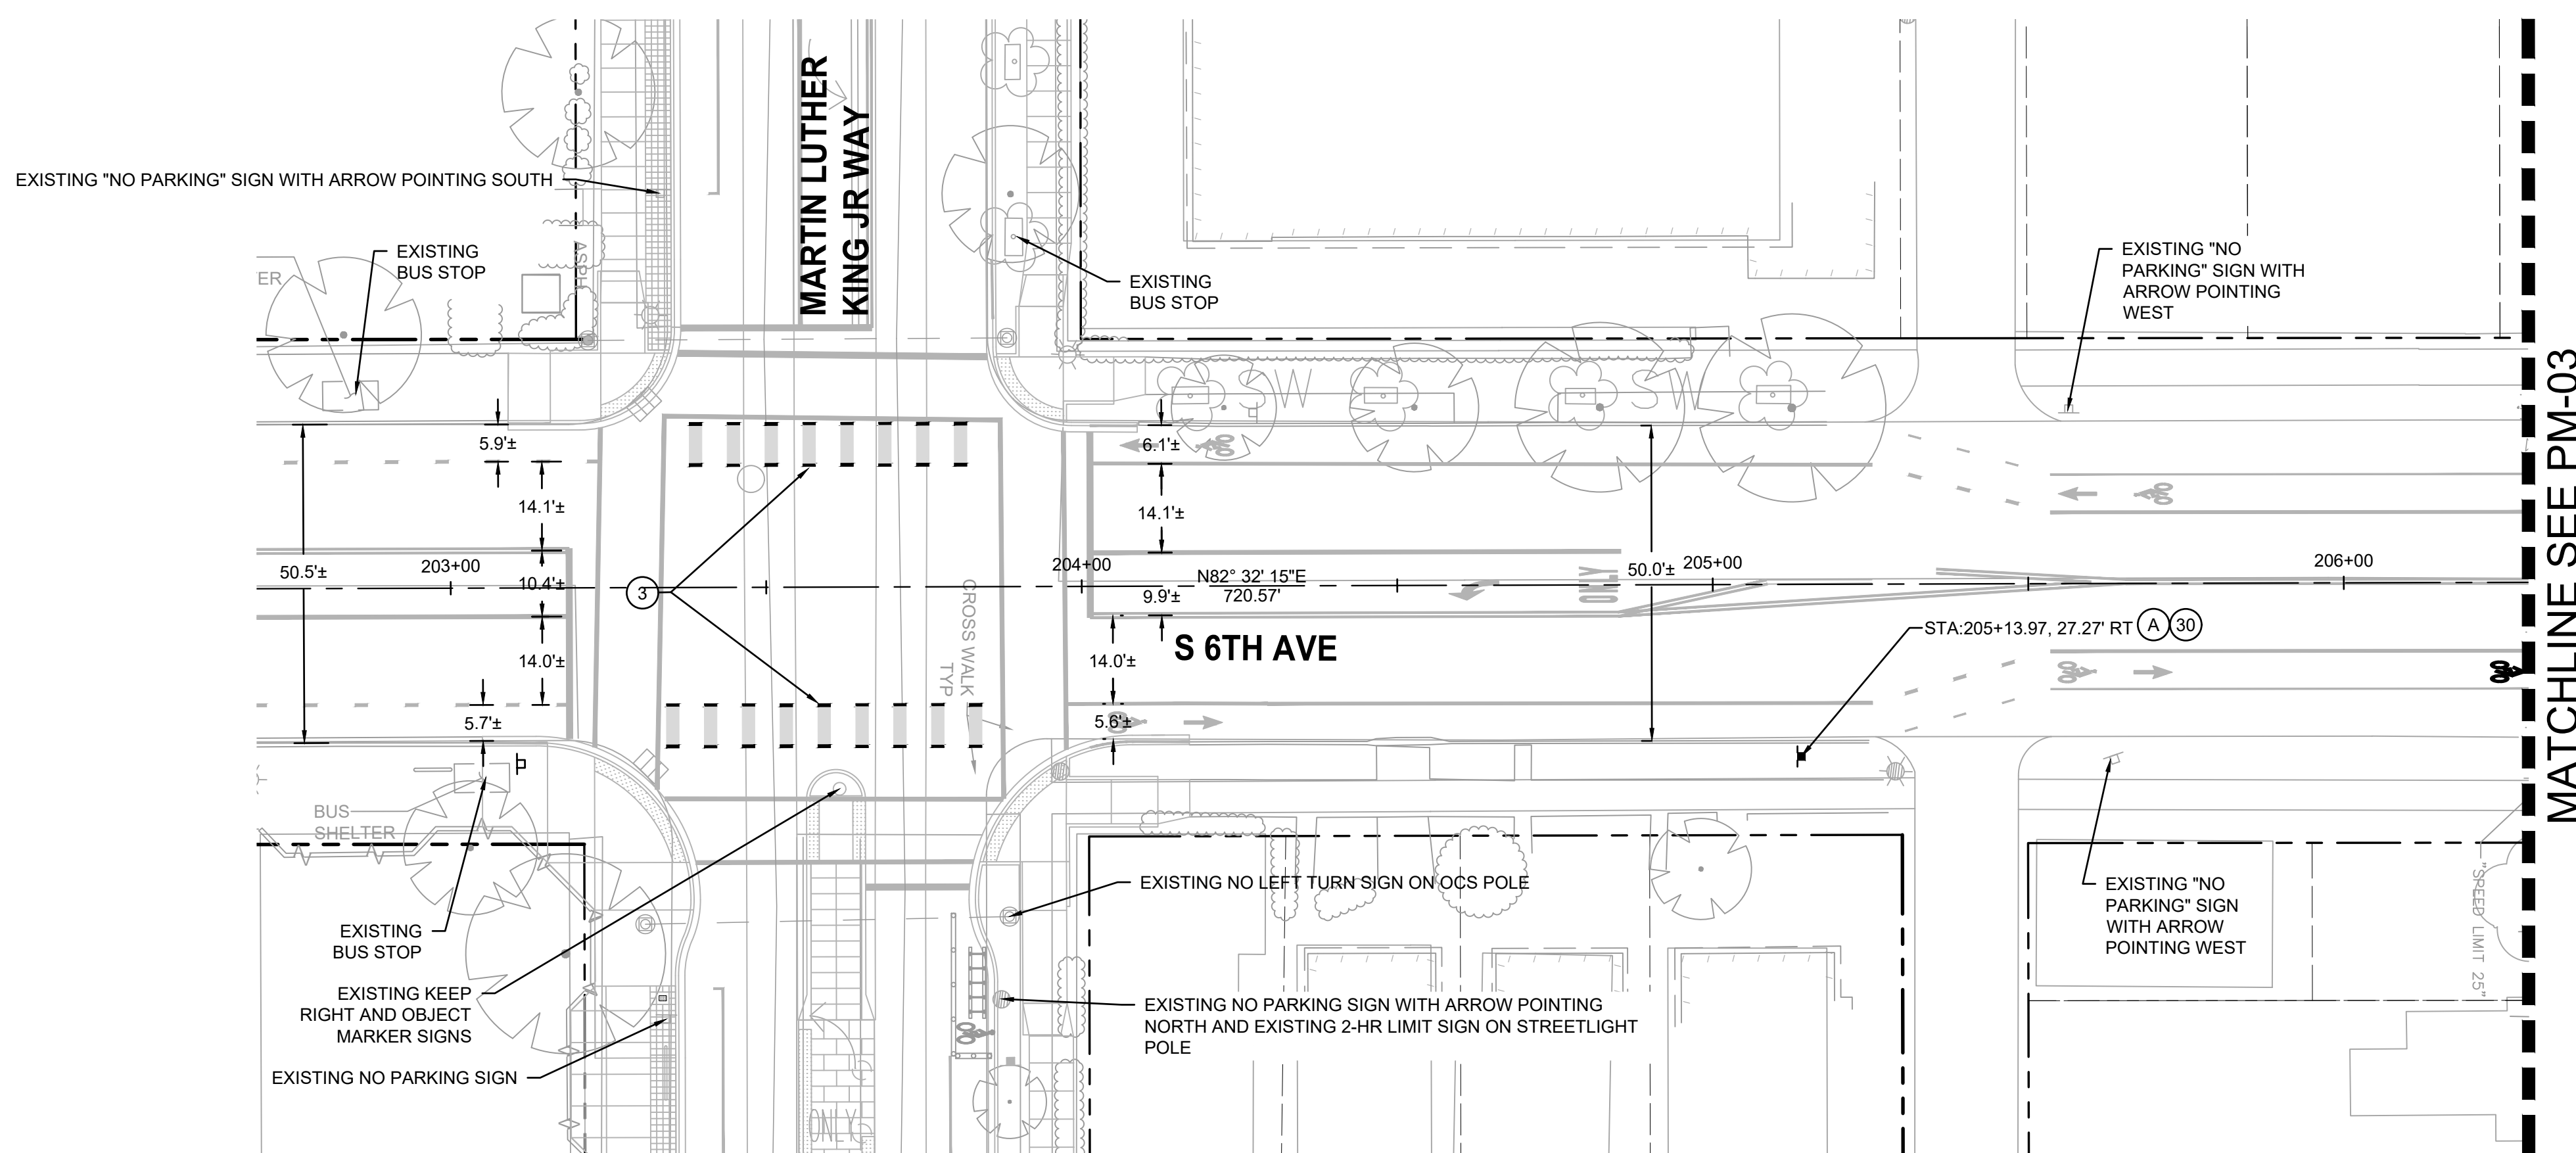 MARTIN LUTHER
KING JR WAY
EXISTING "NO PARKING" SIGN WITH ARROW POINTING SOUTH
EXISTING
BUS STOP
ER
ASPH
EXISTING
BUS STOP
EXISTING "NO
PARKING" SIGN WITH
ARROW POINTING
WEST
MATCHLINE SEE PM-03
SW
SW
5.9'±
6.1'±
14.1'±
14.1'±
50.5'±
203+00
10.4'±
204+00
N82° 32' 15"E
720.57'
9.9'±
ONLY
50.0'±
205+00
206+00
3
CROSS WALK
TYP
14.0'±
14.0'±
S 6TH AVE
STA:205+13.97, 27.27' RT
A
30
5.7'±
5.6'±
BUS
SHELTER
EXISTING NO LEFT TURN SIGN ON OCS POLE
EXISTING "NO
PARKING" SIGN
WITH ARROW
POINTING WEST
"SPEED LIMIT 25"
EXISTING
BUS STOP
EXISTING KEEP
RIGHT AND OBJECT
MARKER SIGNS
EXISTING NO PARKING SIGN WITH ARROW POINTING
NORTH AND EXISTING 2-HR LIMIT SIGN ON STREETLIGHT
POLE
EXISTING NO PARKING SIGN
ONLY